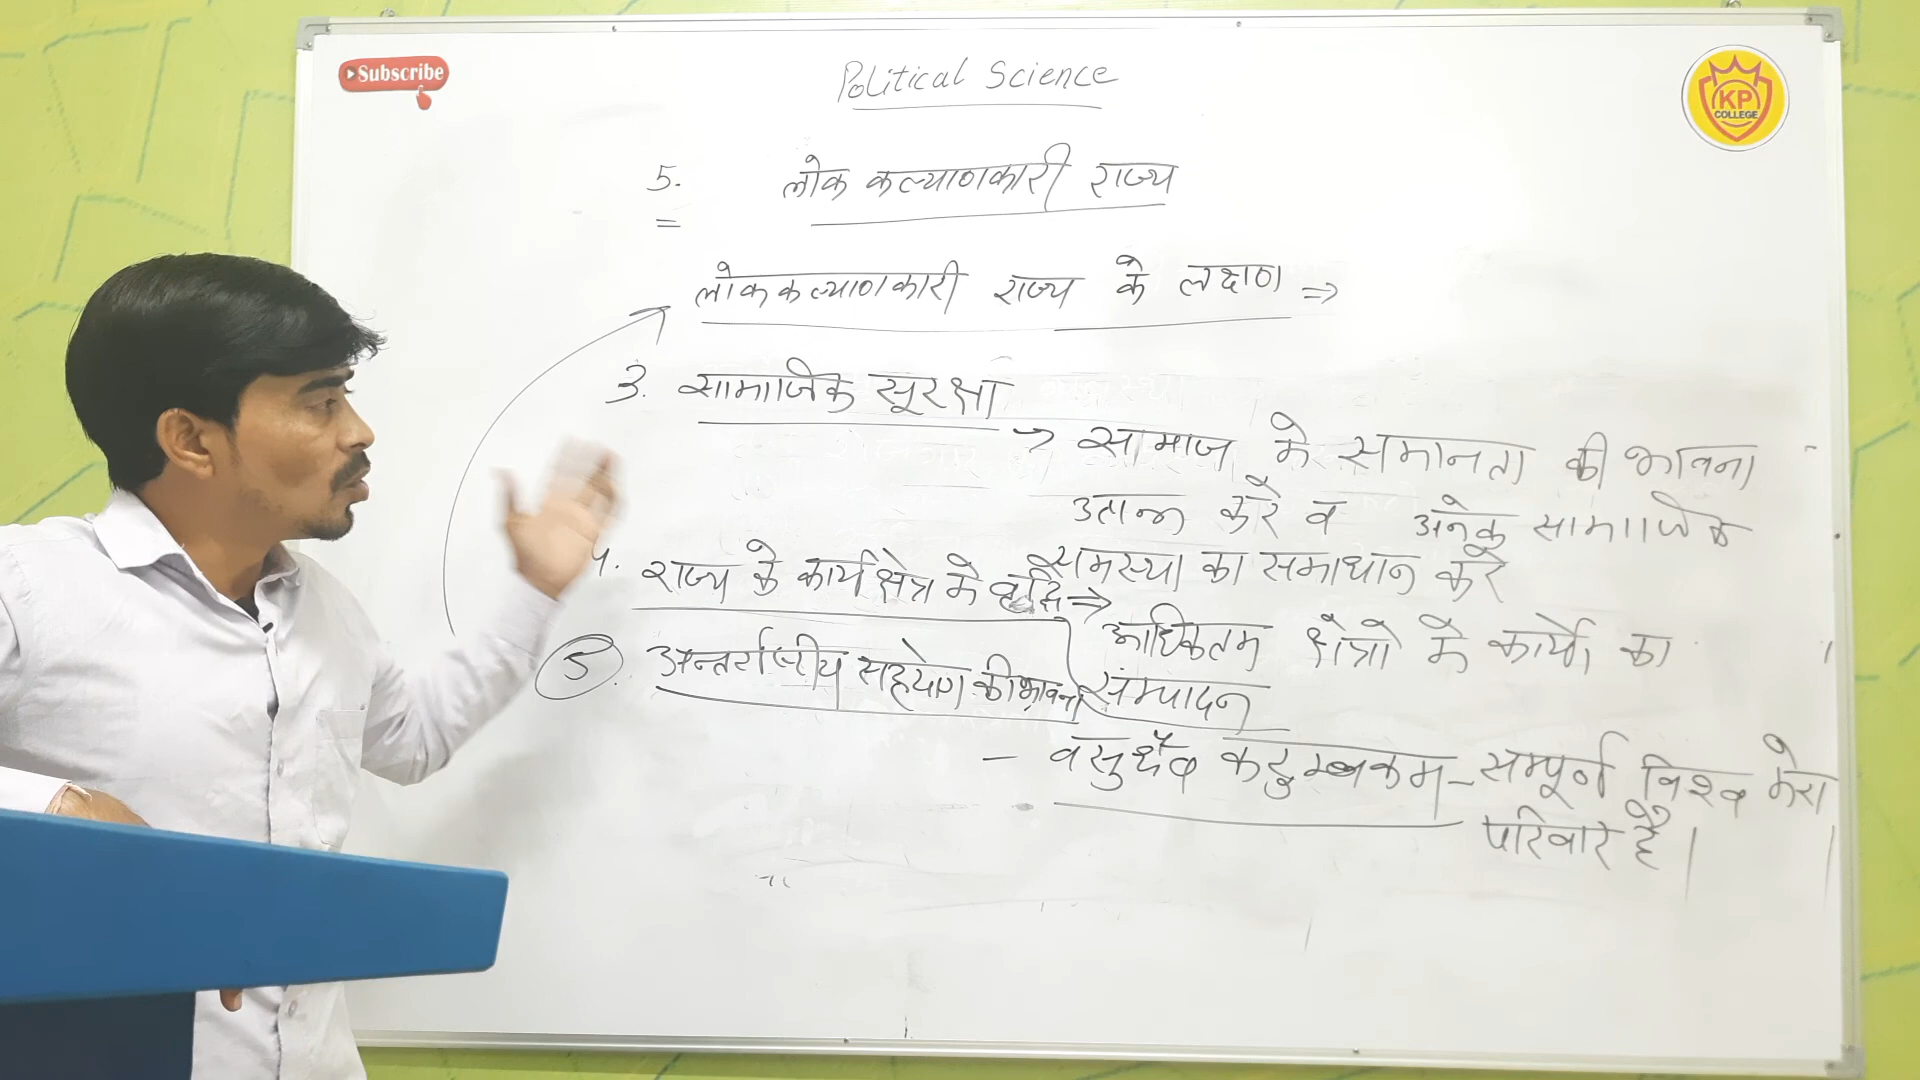 Subscribe
Political Science
KP
COLLEGE
5. लोक कल्याणकारी राज्य
लोककल्याणकारी राज्य के लक्षण ⇒
3. सामाजिक सूरक्षा
→ सामाज मे समानता की भावना
उत्पन्न करे व अनेक सामाजिक
समस्या का समाधान करे
4. राज्य के कार्यक्षेत्र मे वृद्धि ⇒
अधिकतम क्षेत्रो मे कार्यो का
संम्पादन
5. अन्तर्राष्ट्रीय सहयोग की भावना
- वसुधैव कटुम्बकम - सम्पूर्ण विश्व मेरा
परिवार है।